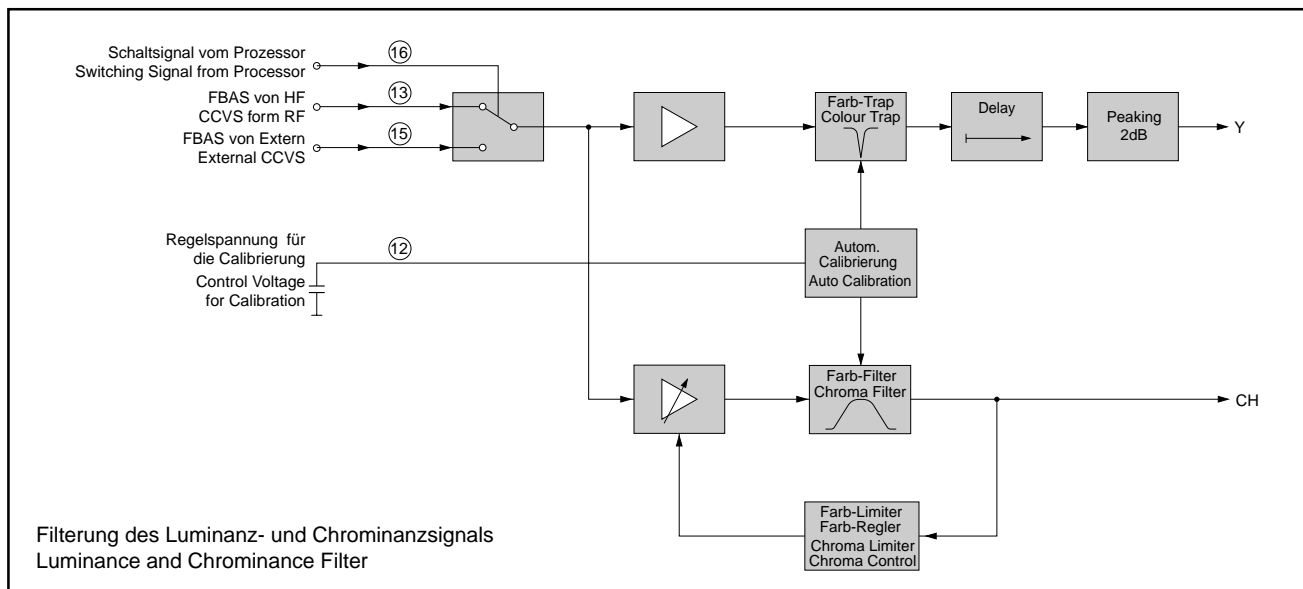 Schaltsignal vom Prozessor
Switching Signal from Processor
16
FBAS von HF
CCVS form RF
13
FBAS von Extern
External CCVS
15
Farb-Trap
Colour Trap
Delay
Peaking
2dB
Y
Regelspannung für
die Calibrierung
Control Voltage
for Calibration
12
Autom.
Calibrierung
Auto Calibration
Farb-Filter
Chroma Filter
CH
Farb-Limiter
Farb-Regler
Chroma Limiter
Chroma Control
Filterung des Luminanz- und Chrominanzsignals
Luminance and Chrominance Filter